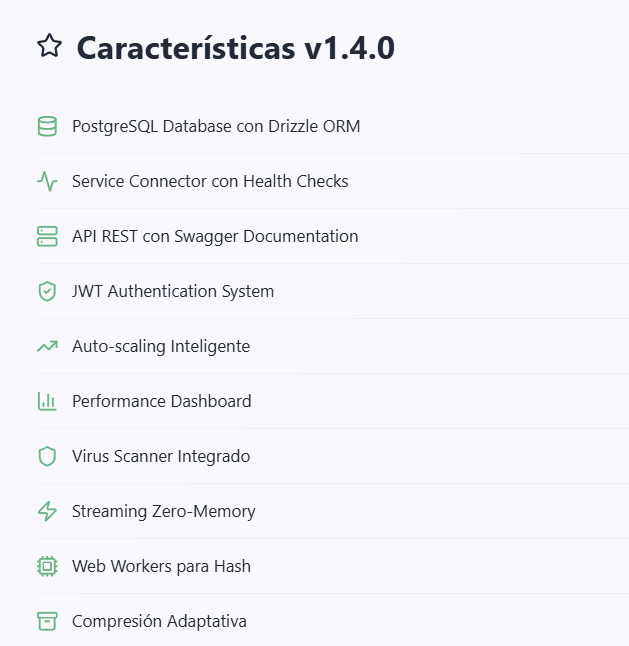 Características v1.4.0
PostgreSQL Database con Drizzle ORM
Service Connector con Health Checks
API REST con Swagger Documentation
JWT Authentication System
Auto-scaling Inteligente
Performance Dashboard
Virus Scanner Integrado
Streaming Zero-Memory
Web Workers para Hash
Compresión Adaptativa